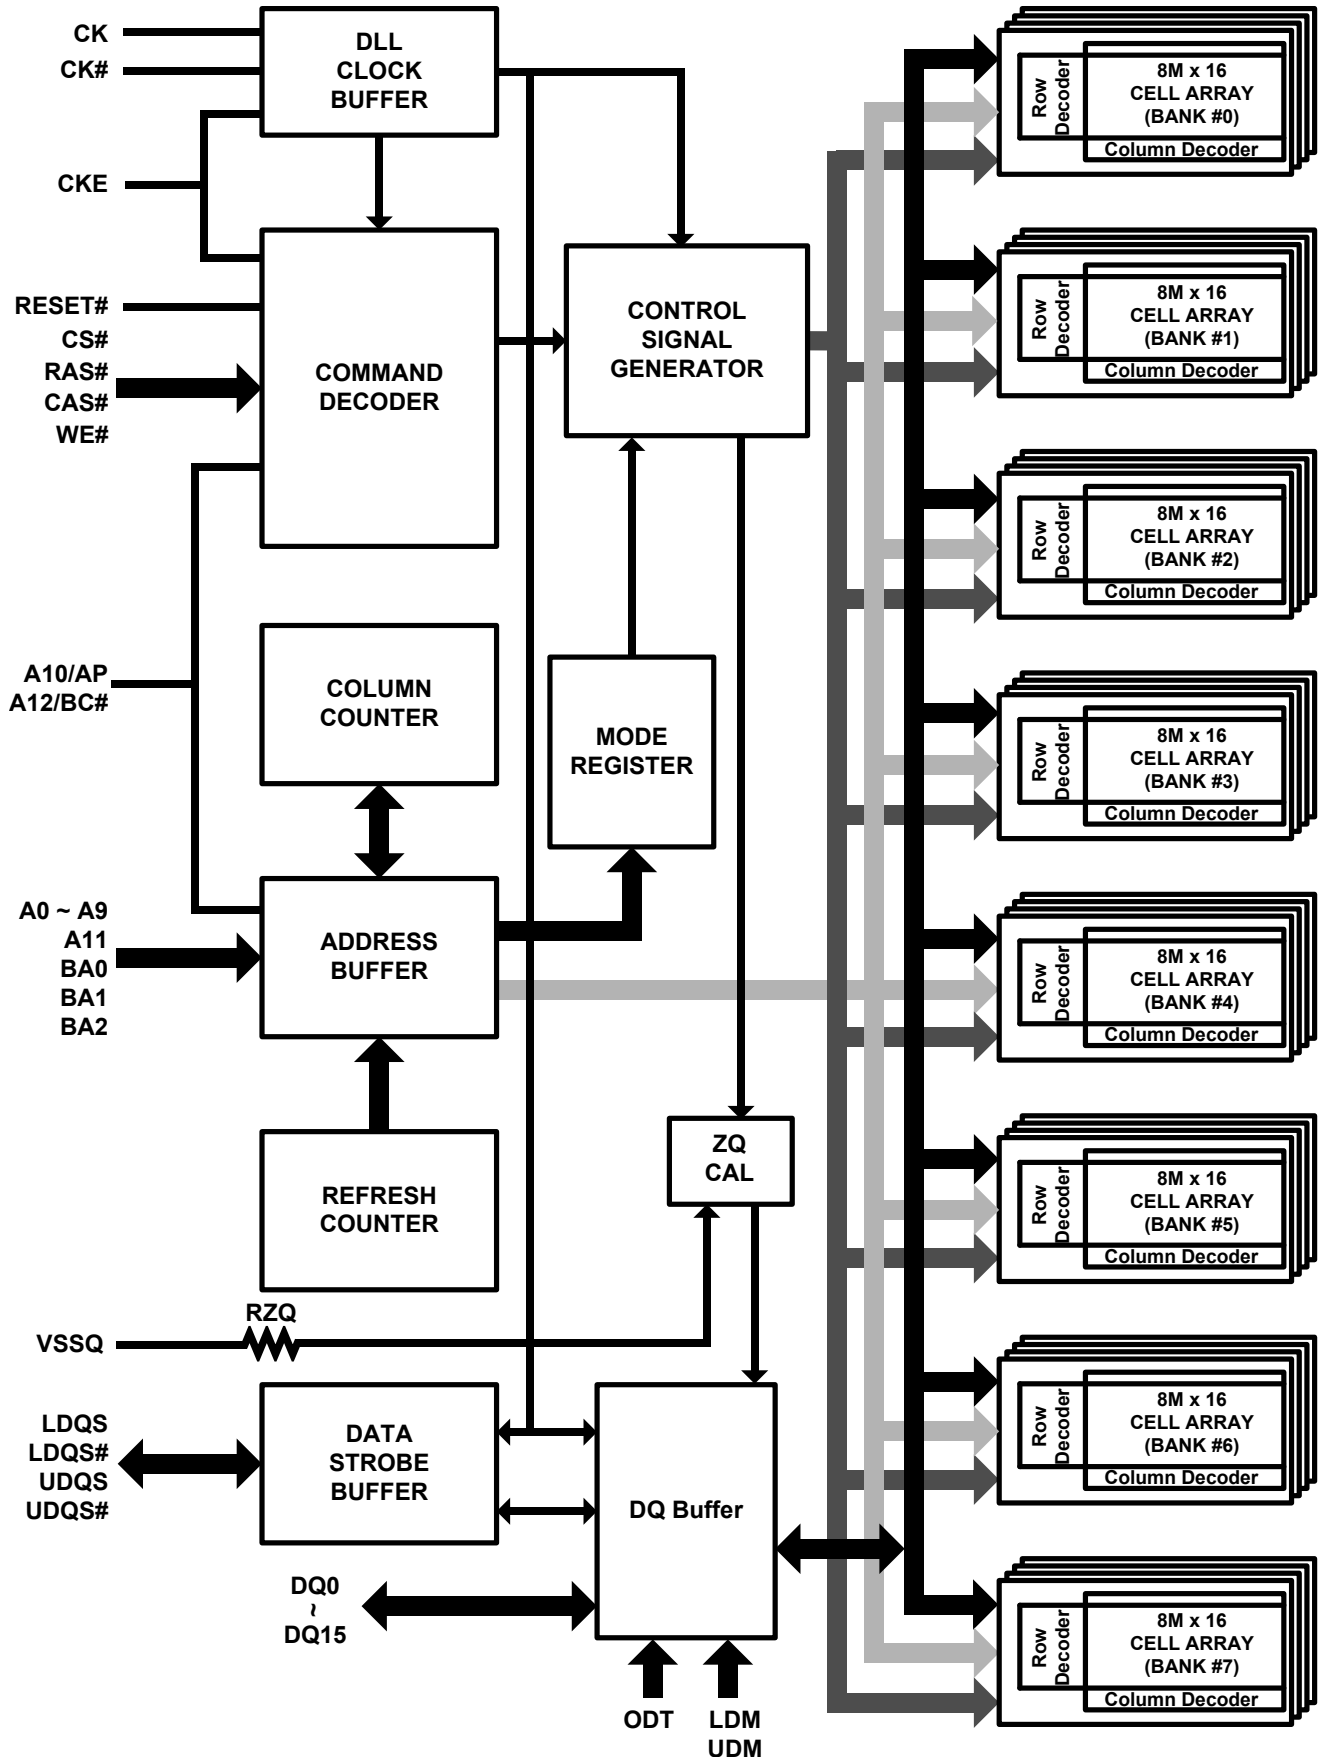 CK
CK#
CKE
RESET#
CS#
RAS#
CAS#
WE#
A10/AP
A12/BC#
A0 ~ A9
A11
BA0
BA1
BA2
VSSQ
RZQ
LDQS
LDQS#
UDQS
UDQS#
DQ0
~
DQ15
DLL
CLOCK
BUFFER
COMMAND
DECODER
COLUMN
COUNTER
ADDRESS
BUFFER
REFRESH
COUNTER
DATA
STROBE
BUFFER
CONTROL
SIGNAL
GENERATOR
MODE
REGISTER
ZQ
CAL
DQ Buffer
ODT
LDM
UDM
Row
Decoder
8M x 16
CELL ARRAY
(BANK #0)
Column Decoder
Row
Decoder
8M x 16
CELL ARRAY
(BANK #1)
Column Decoder
Row
Decoder
8M x 16
CELL ARRAY
(BANK #2)
Column Decoder
Row
Decoder
8M x 16
CELL ARRAY
(BANK #3)
Column Decoder
Row
Decoder
8M x 16
CELL ARRAY
(BANK #4)
Column Decoder
Row
Decoder
8M x 16
CELL ARRAY
(BANK #5)
Column Decoder
Row
Decoder
8M x 16
CELL ARRAY
(BANK #6)
Column Decoder
Row
Decoder
8M x 16
CELL ARRAY
(BANK #7)
Column Decoder